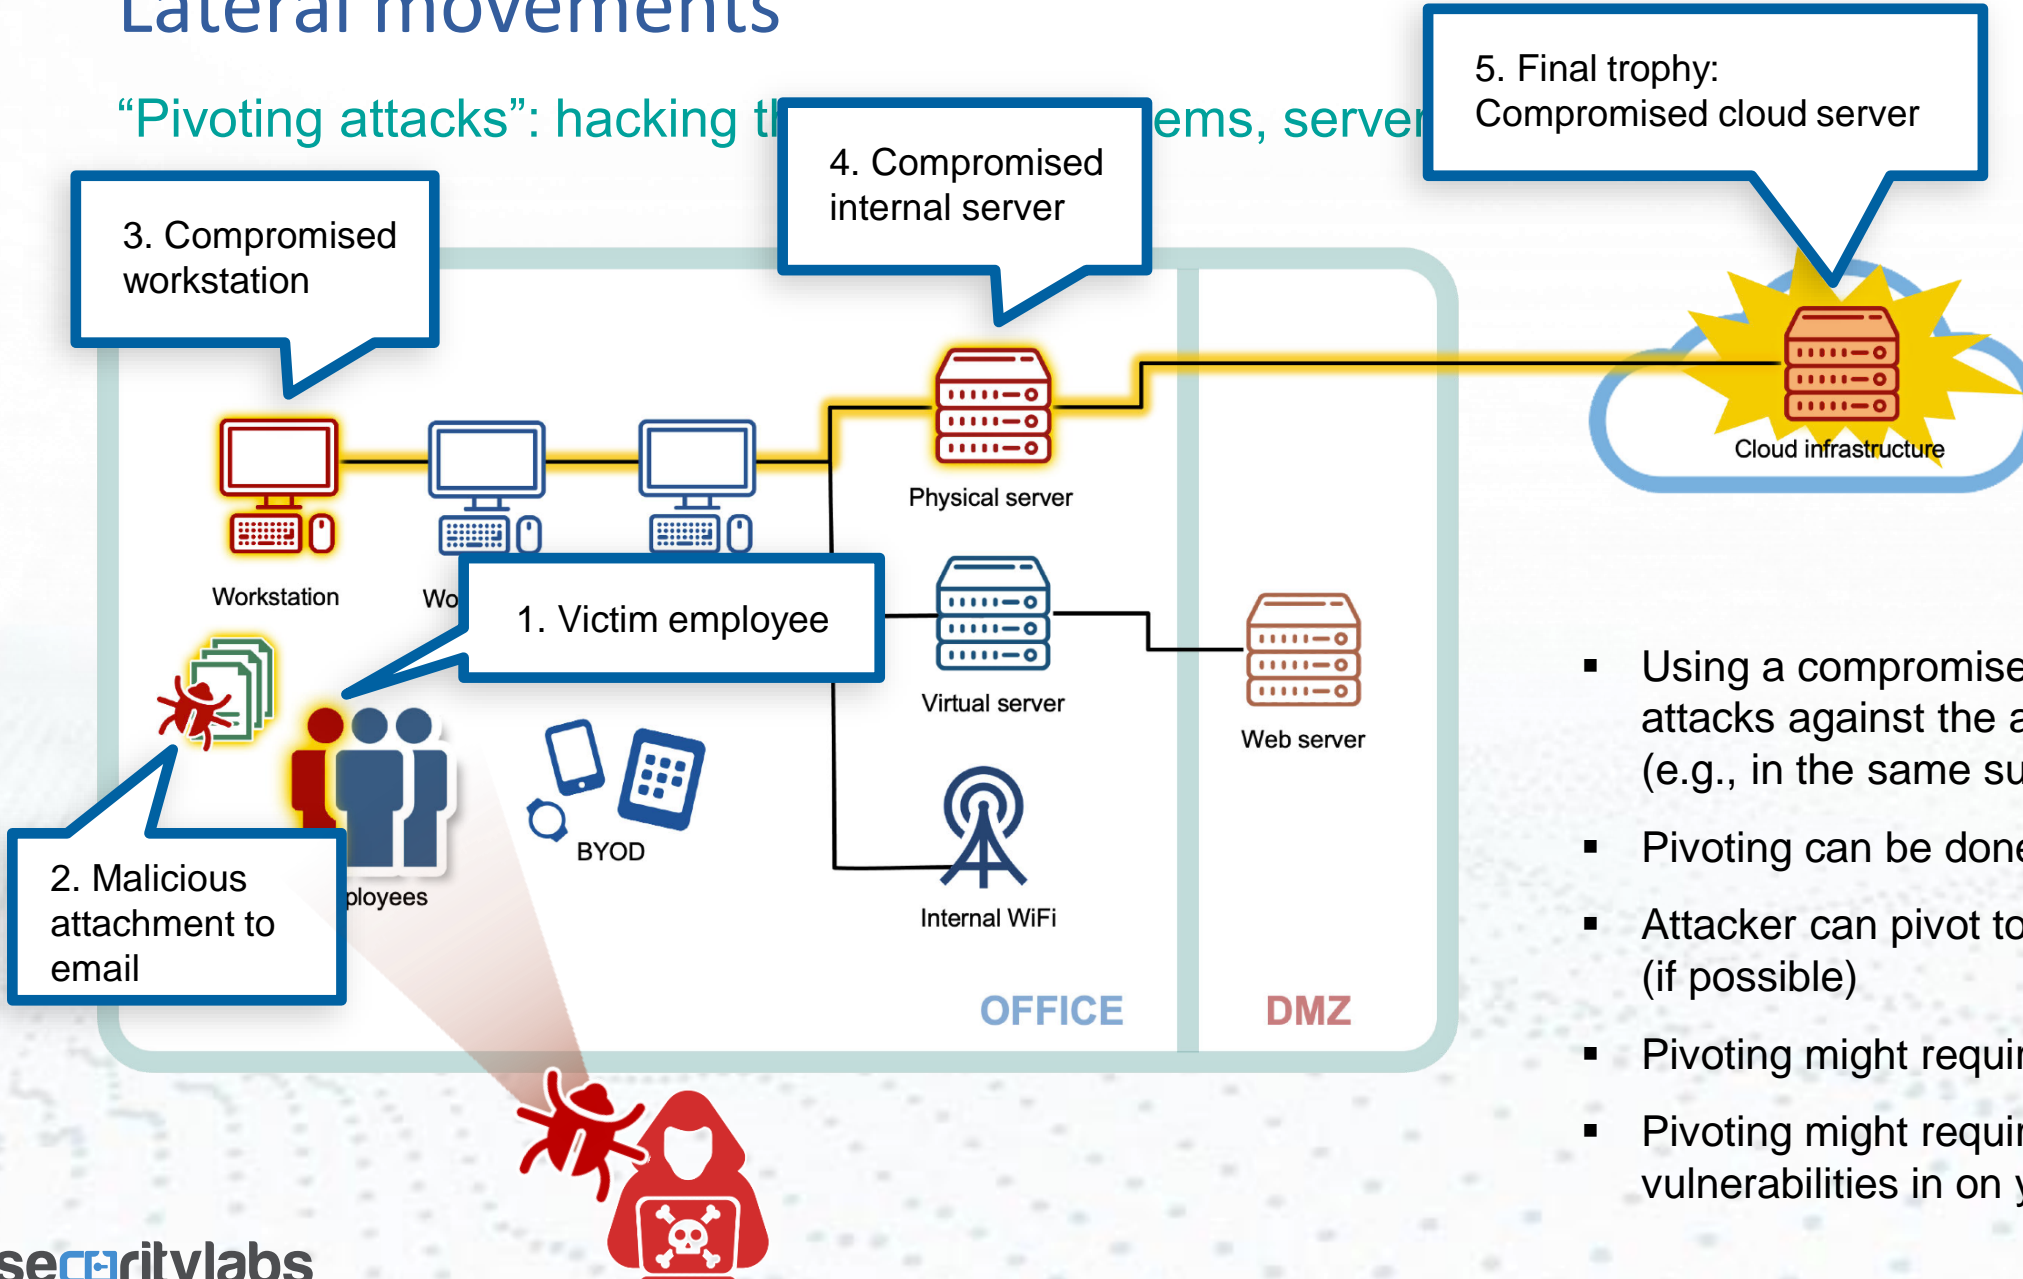 Lateral movements
“Pivoting attacks”: hacking
ems, server
5. Final trophy:
Compromised cloud server
4. Compromised
internal server
3. Compromised
workstation
Cloud infrastructure
Physical server
Workstation
1. Victim employee
Virtual server
Web server
BYOD
2. Malicious
attachment to
email
ployees
Internal WiFi
OFFICE
DMZ
▪ Using a compromise
attacks against the a
(e.g., in the same su
▪ Pivoting can be done
▪ Attacker can pivot to
(if possible)
▪ Pivoting might requir
▪ Pivoting might requir
vulnerabilities in on y
securitylabs